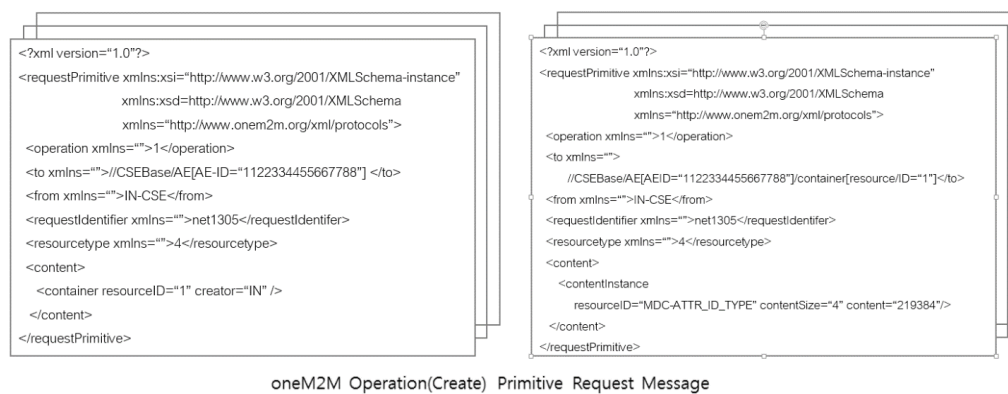 <?xml version=“1.0”?>
<requestPrimitive xmlns:xsi=“http://www.w3.org/2001/XMLSchema-instance”
xmlns:xsd=http://www.w3.org/2001/XMLSchema
xmlns=“http://www.onem2m.org/xml/protocols”>
<operation xmlns=“”>1</operation>
<to xmlns=“”>//CSEBase/AE[AE-ID=“1122334455667788”] </to>
<from xmlns=“”>IN-CSE</from>
<requestIdentifier xmlns=“”>net1305</requestIdentifer>
<resourcetype xmlns=“”>4</resourcetype>
<content>
<container resourceID=“1” creator=“IN” />
</content>
</requestPrimitive>
<?xml version=“1.0”?>
<requestPrimitive xmlns:xsi=“http://www.w3.org/2001/XMLSchema-instance”
xmlns:xsd=http://www.w3.org/2001/XMLSchema
xmlns=“http://www.onem2m.org/xml/protocols”>
<operation xmlns=“”>1</operation>
<to xmlns=“”>
//CSEBase/AE[AEID=“1122334455667788”]/container[resource/ID=“1”]</to>
<from xmlns=“”>IN-CSE</from>
<requestIdentifier xmlns=“”>net1305</requestIdentifer>
<resourcetype xmlns=“”>4</resourcetype>
<content>
<contentInstance
resourceID=“MDC-ATTR_ID_TYPE” contentSize=“4” content=“219384”/>
</content>
</requestPrimitive>
oneM2M Operation(Create) Primitive Request Message